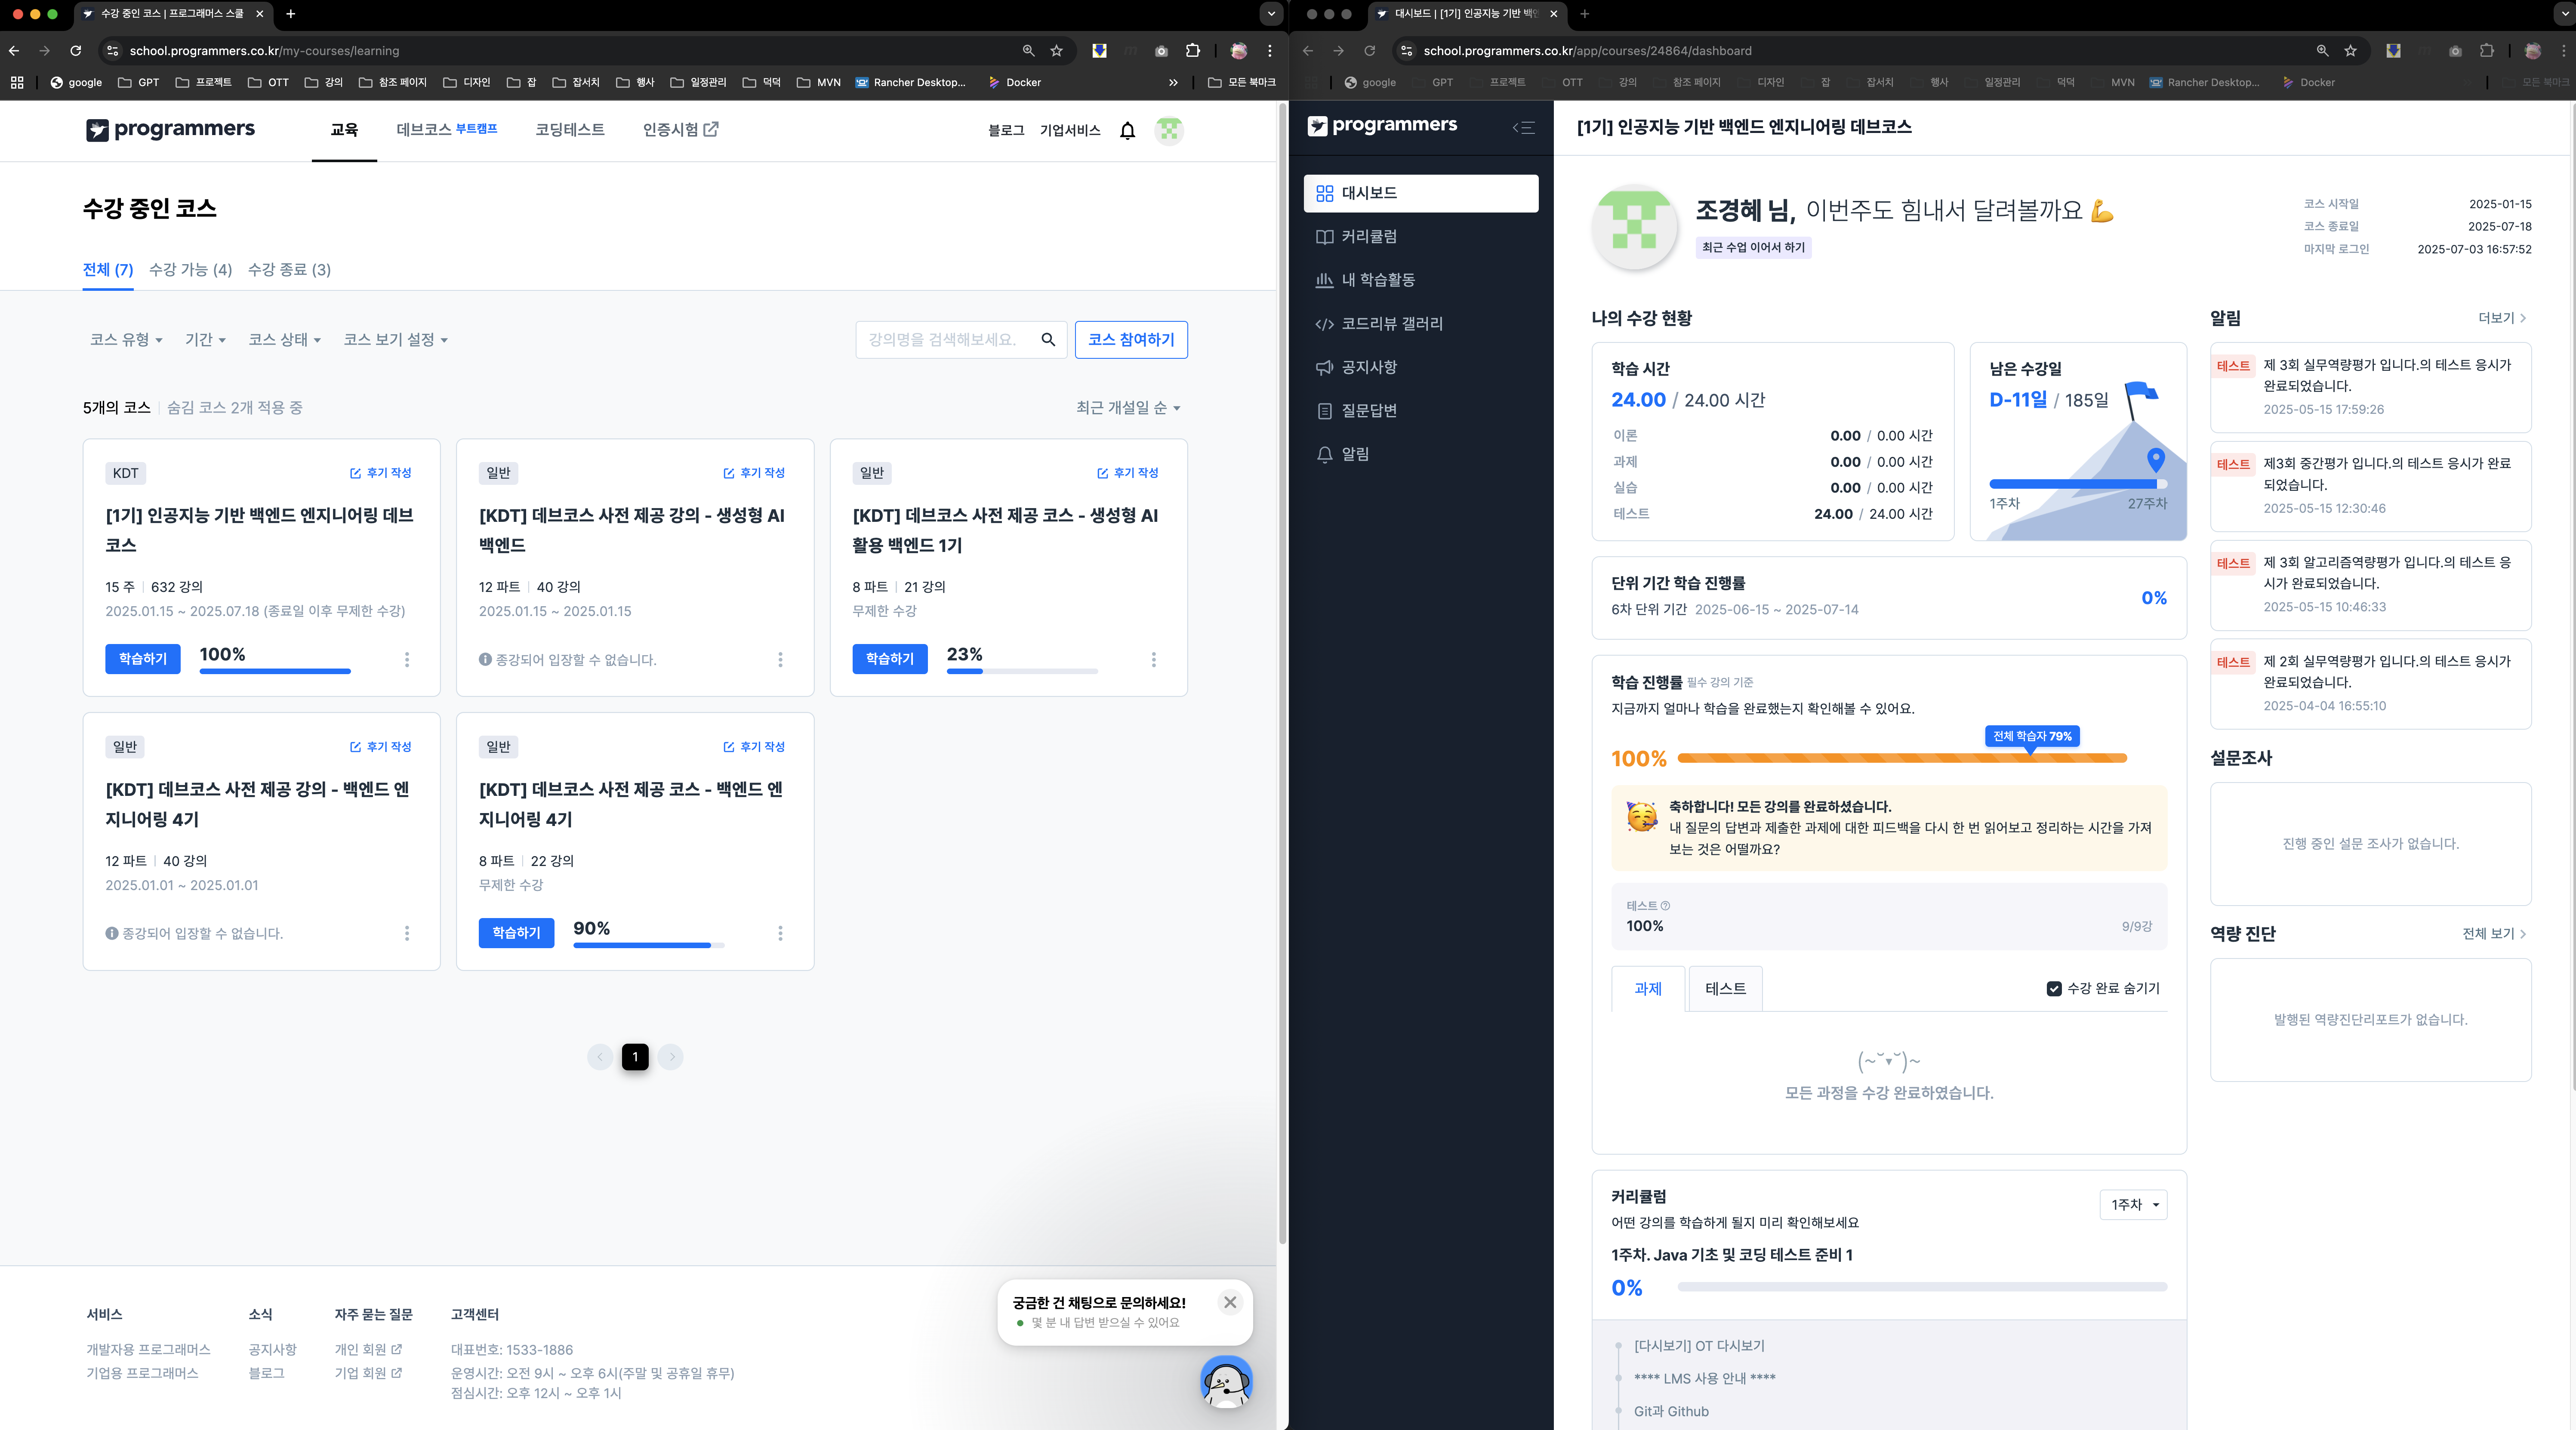 수강 중인 코스 | 프로그래머스 스쿨
school.programmers.co.kr/my-courses/learning
google GPT 프로젝트 OTT 강의 참조 페이지 디자인 잡 잡서치 행사 일정관리 덕덕 MVN Rancher Desktop... Docker » 모든 북마크
programmers 교육 데브코스 부트캠프 코딩테스트 인증시험 블로그 기업서비스
수강 중인 코스
전체 (7) 수강 가능 (4) 수강 종료 (3)
코스 유형 기간 코스 상태 코스 보기 설정 강의명을 검색해보세요. 코스 참여하기
5개의 코스 숨김 코스 2개 적용 중 최근 개설일 순
KDT 후기 작성
[1기] 인공지능 기반 백엔드 엔지니어링 데브
코스
15 주 632 강의
2025.01.15 ~ 2025.07.18 (종료일 이후 무제한 수강)
학습하기 100%
일반 후기 작성
[KDT] 데브코스 사전 제공 강의 - 생성형 AI
백엔드
12 파트 40 강의
2025.01.15 ~ 2025.01.15
종강되어 입장할 수 없습니다.
일반 후기 작성
[KDT] 데브코스 사전 제공 코스 - 생성형 AI
활용 백엔드 1기
8 파트 21 강의
무제한 수강
학습하기 23%
일반 후기 작성
[KDT] 데브코스 사전 제공 강의 - 백엔드 엔
지니어링 4기
12 파트 40 강의
2025.01.01 ~ 2025.01.01
종강되어 입장할 수 없습니다.
일반 후기 작성
[KDT] 데브코스 사전 제공 코스 - 백엔드 엔
지니어링 4기
8 파트 22 강의
무제한 수강
학습하기 90%
1
서비스 소식 자주 묻는 질문 고객센터
개발자용 프로그래머스 공지사항 개인 회원 대표번호: 1533-1886
기업용 프로그래머스 블로그 기업 회원 운영시간: 오전 9시 ~ 오후 6시(주말 및 공휴일 휴무)
점심시간: 오후 12시 ~ 오후 1시
궁금한 건 채팅으로 문의하세요!
몇 분 내 답변 받으실 수 있어요
대시보드 | [1기] 인공지능 기반 백엔
school.programmers.co.kr/app/courses/24864/dashboard
google GPT 프로젝트 OTT 강의 참조 페이지 디자인 잡 잡서치 행사 일정관리 덕덕 MVN Rancher Desktop... Docker 모든 북마크
programmers
대시보드
커리큘럼
내 학습활동
코드리뷰 갤러리
공지사항
질문답변
알림
[1기] 인공지능 기반 백엔드 엔지니어링 데브코스
조경혜 님, 이번주도 힘내서 달려볼까요 💪
최근 수업 이어서 하기
코스 시작일 2025-01-15
코스 종료일 2025-07-18
마지막 로그인 2025-07-03 16:57:52
나의 수강 현황
학습 시간
24.00 / 24.00 시간
이론 0.00 / 0.00 시간
과제 0.00 / 0.00 시간
실습 0.00 / 0.00 시간
테스트 24.00 / 24.00 시간
남은 수강일
D-11일 / 185일
1주차 27주차
단위 기간 학습 진행률
6차 단위 기간 2025-06-15 ~ 2025-07-14
0%
학습 진행률 필수 강의 기준
지금까지 얼마나 학습을 완료했는지 확인해볼 수 있어요.
전체 학습자 79%
100%
축하합니다! 모든 강의를 완료하셨습니다.
내 질문의 답변과 제출한 과제에 대한 피드백을 다시 한 번 읽어보고 정리하는 시간을 가져
보는 것은 어떨까요?
테스트
100% 9/9강
과제 테스트 수강 완료 숨기기
(~˘▾˘)~
모든 과정을 수강 완료하였습니다.
커리큘럼
어떤 강의를 학습하게 될지 미리 확인해보세요
1주차
1주차. Java 기초 및 코딩 테스트 준비 1
0%
[다시보기] OT 다시보기
**** LMS 사용 안내 ****
Git과 Github
알림 더보기
테스트 제 3회 실무역량평가 입니다.의 테스트 응시가
완료되었습니다.
2025-05-15 17:59:26
테스트 제3회 중간평가 입니다.의 테스트 응시가 완료
되었습니다.
2025-05-15 12:30:46
테스트 제 3회 알고리즘역량평가 입니다.의 테스트 응
시가 완료되었습니다.
2025-05-15 10:46:33
테스트 제 2회 실무역량평가 입니다.의 테스트 응시가
완료되었습니다.
2025-04-04 16:55:10
설문조사
진행 중인 설문 조사가 없습니다.
역량 진단 전체 보기
발행된 역량진단리포트가 없습니다.